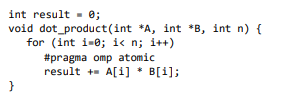 int result = 0;
void dot_product(int *A, int *B, int n) {
for (int i=0; i< n; i++)
#pragma omp atomic
result += A[i] * B[i];
}